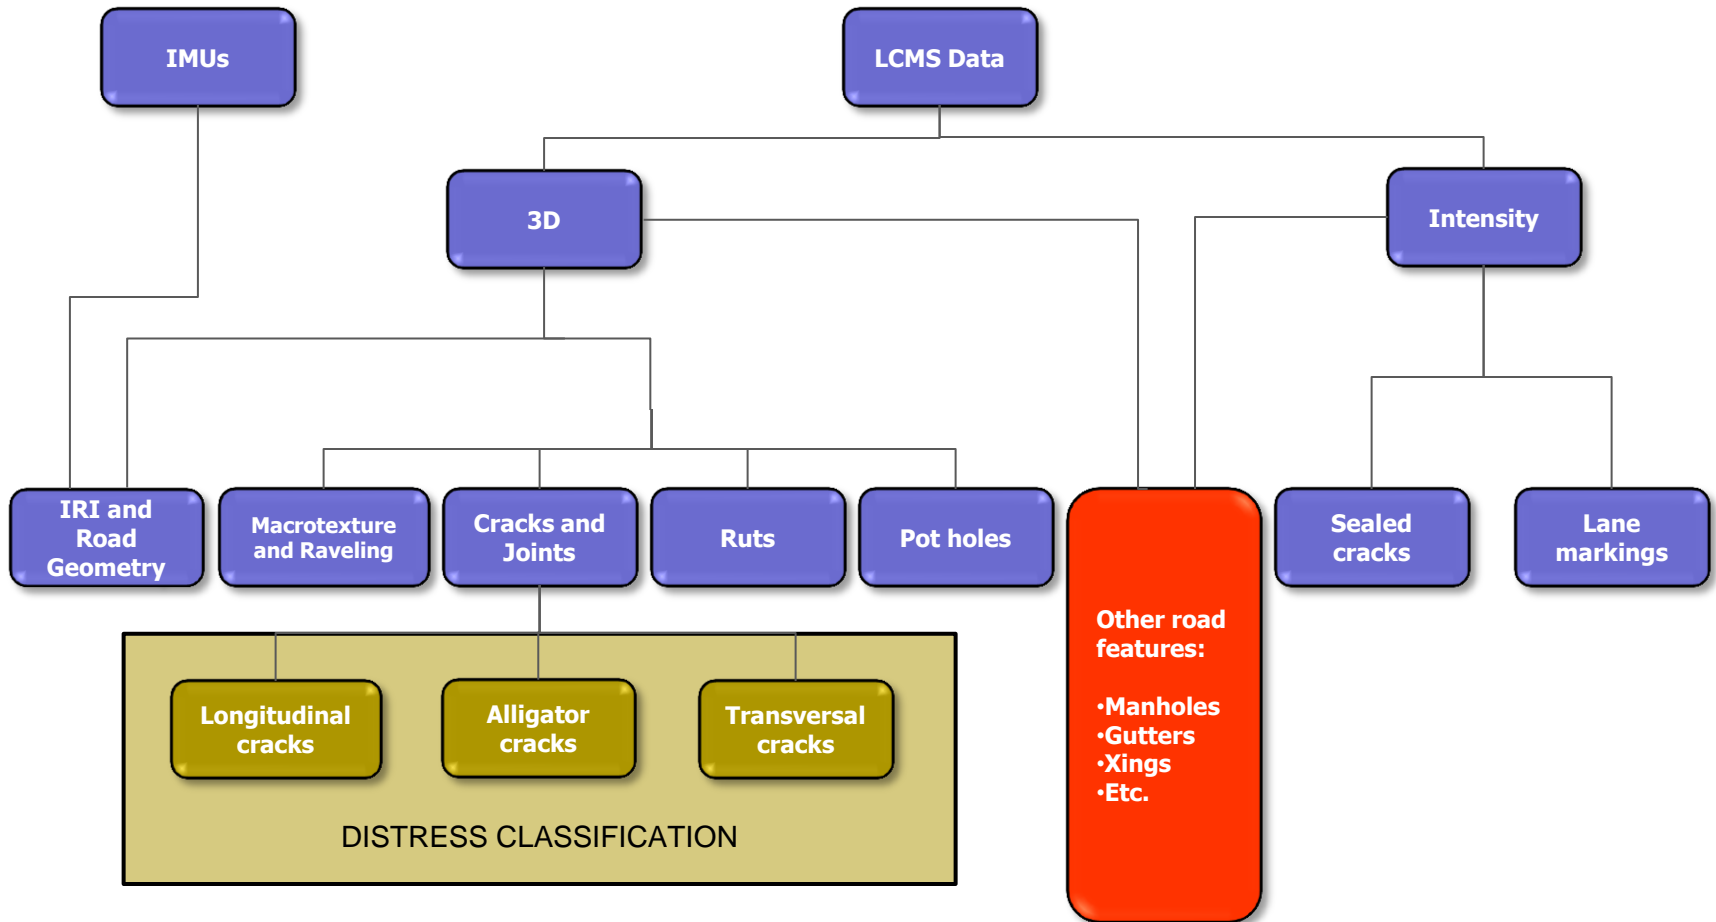 IMUs
LCMS Data
3D
Intensity
IRI and
Road
Geometry
Macrotexture
and Raveling
Cracks and
Joints
Ruts
Pot holes
Other road
features:
•Manholes
•Gutters
•Xings
•Etc.
Sealed
cracks
Lane
markings
Longitudinal
cracks
Alligator
cracks
Transversal
cracks
DISTRESS CLASSIFICATION